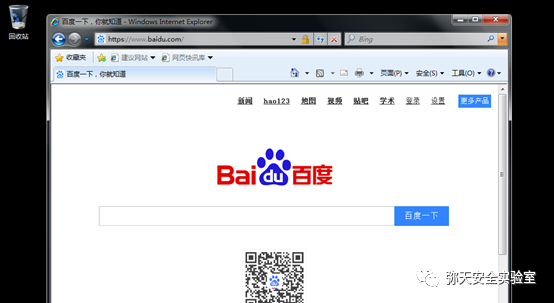 回收站
百度一下，你就知道 - Windows Internet Explorer
https://www.baidu.com/
Bing
收藏夹 建议网站 网页快讯库
百度一下，你就知道
页面(P) 安全(S) 工具(O)
新闻 hao123 地图 视频 贴吧 学术 登录 设置 更多产品
Bai du 百度
百度一下
弥天安全实验室